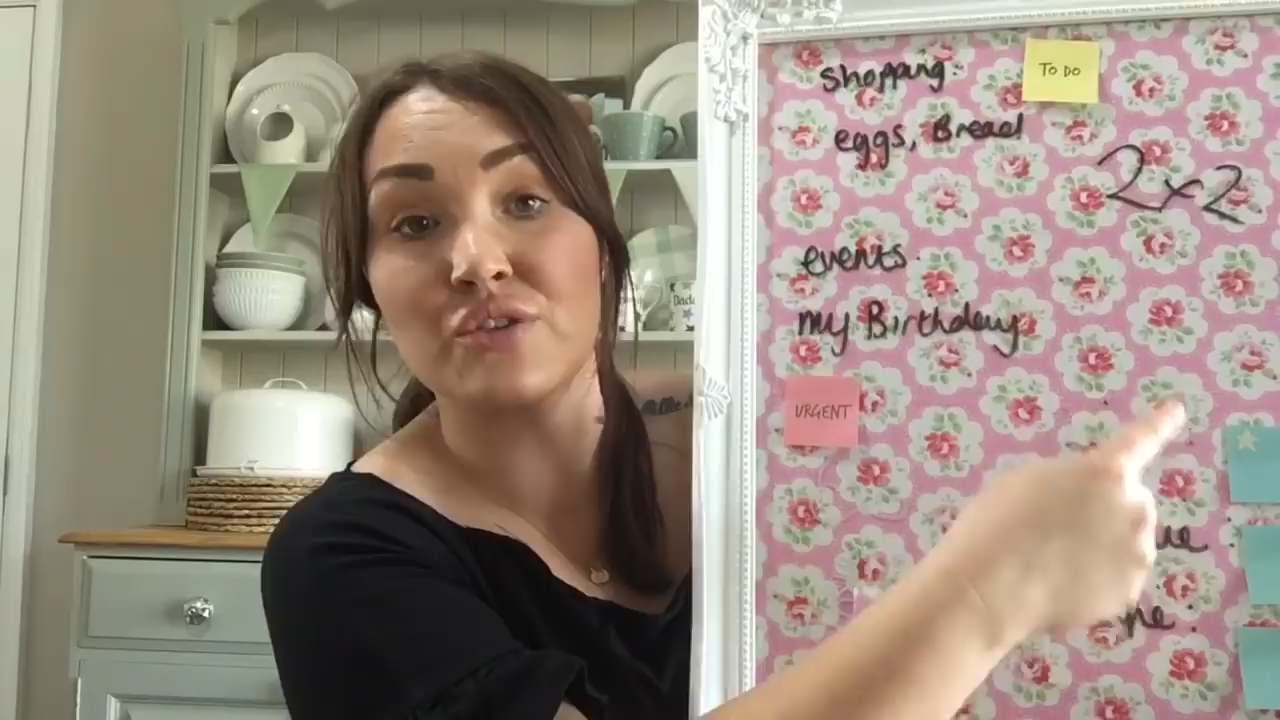 shopping:
TO DO
eggs, Bread
2x2
events
my Birthday
URGENT